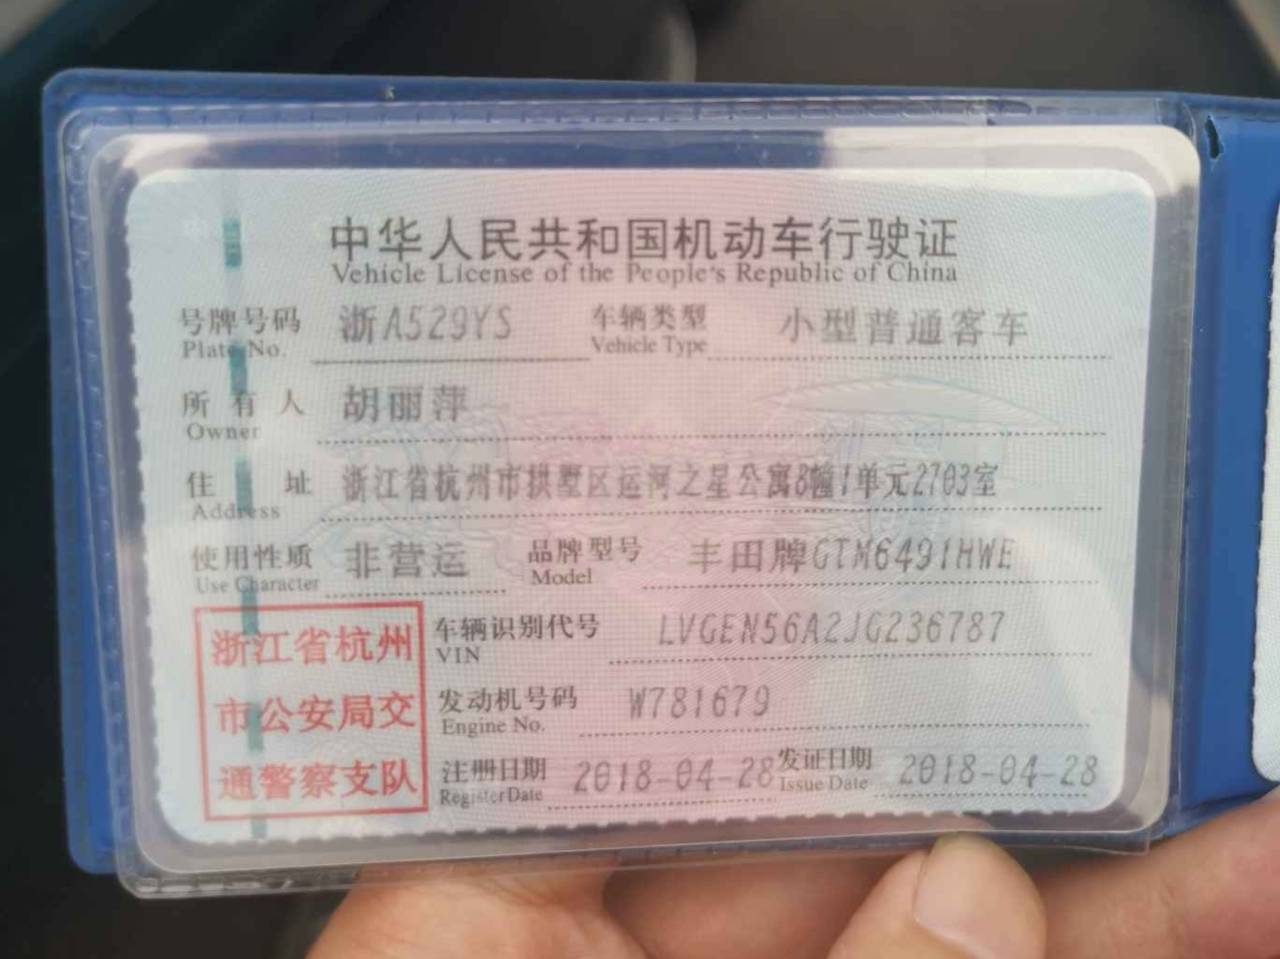 中华人民共和国机动车行驶证
Vehicle License of the People's Republic of China
号牌号码 浙A529YS 车辆类型 小型普通客车
Plate No. Vehicle Type
所有人 胡丽萍
Owner
住址 浙江省杭州市拱墅区运河之星公寓8幢1单元2703室
Address
使用性质 非营运 品牌型号 丰田牌GTM6491HWE
Use Character Model
浙江省杭州
市公安局交
通警察支队
车辆识别代号 LVGEN56A2JG236787
VIN
发动机号码 W781679
Engine No.
注册日期 2018-04-28 发证日期 2018-04-28
Register Date Issue Date